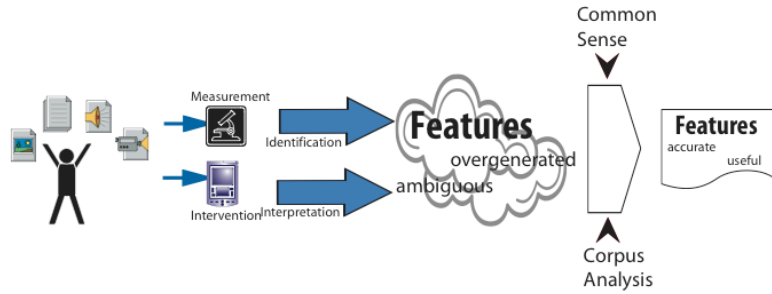 Measurement
Identification
Intervention
Interpretation
Features
overgenerated
ambiguous
Common
Sense
Corpus
Analysis
Features
accurate
useful